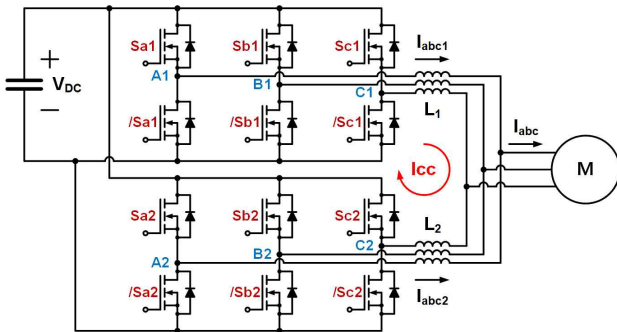 Sa1 Sb1 Sc1 Iabc1
+
VDC
−
A1 B1 C1
L1
/Sa1 /Sb1 /Sc1
Iabc
Icc
M
Sa2 Sb2 Sc2
L2
A2 B2 C2
/Sa2 /Sb2 /Sc2 Iabc2